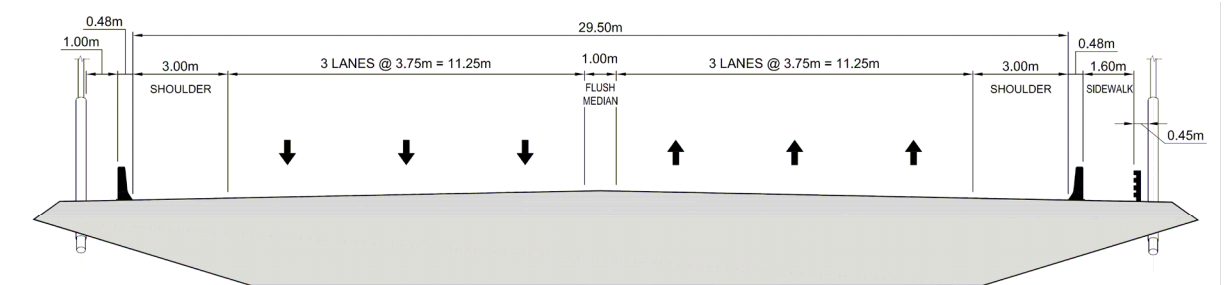 0.48m
29.50m
1.00m
0.48m
3.00m
3 LANES @ 3.75m = 11.25m
1.00m
3 LANES @ 3.75m = 11.25m
3.00m
1.60m
SHOULDER
FLUSH
MEDIAN
SHOULDER
SIDEWALK
0.45m